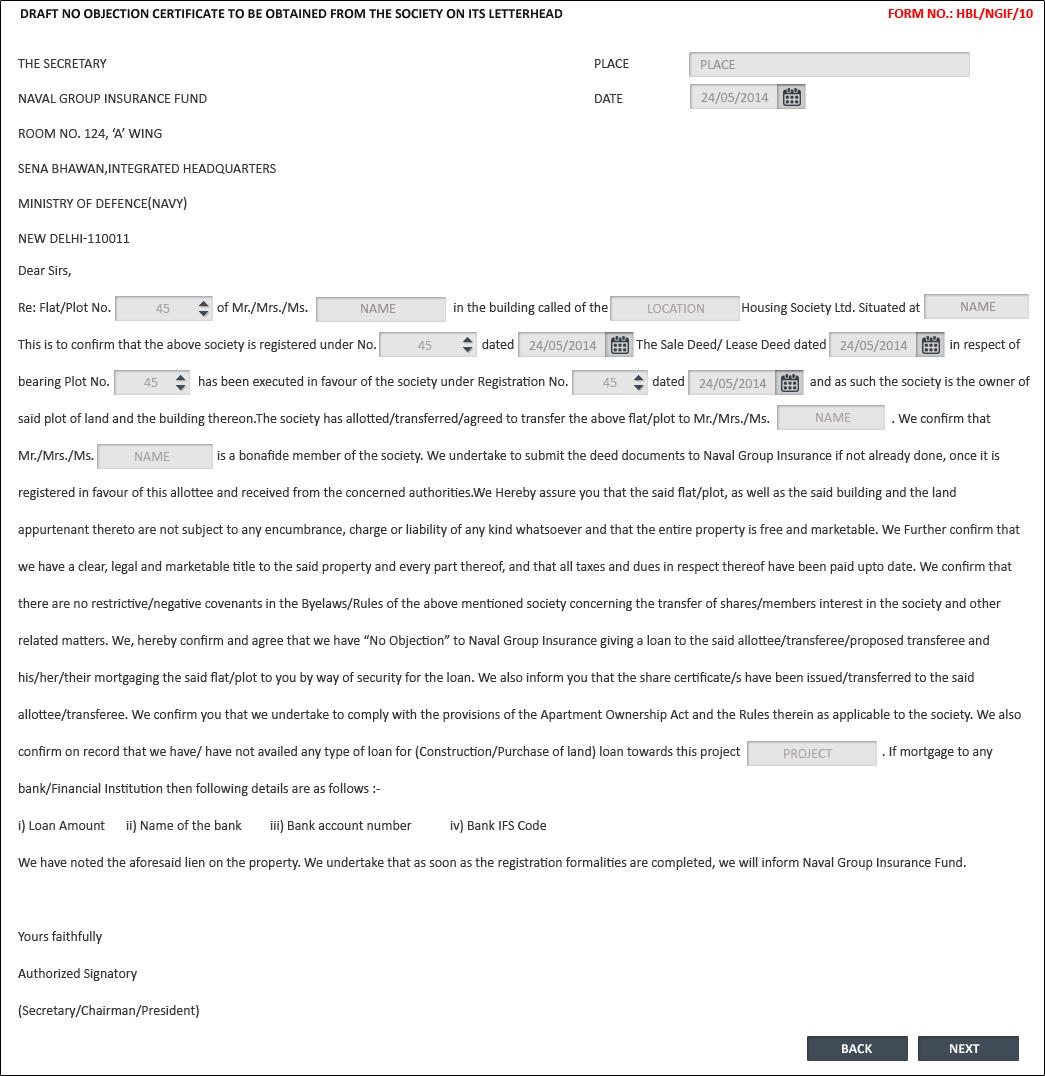 DRAFT NO OBJECTION CERTIFICATE TO BE OBTAINED FROM THE SOCIETY ON ITS LETTERHEAD FORM NO.: HBL/NGIF/10
THE SECRETARY PLACE PLACE
NAVAL GROUP INSURANCE FUND DATE 24/05/2014
ROOM NO. 124, ‘A’ WING
SENA BHAWAN,INTEGRATED HEADQUARTERS
MINISTRY OF DEFENCE(NAVY)
NEW DELHI-110011
Dear Sirs,
Re: Flat/Plot No. 45 of Mr./Mrs./Ms. NAME in the building called of the LOCATION Housing Society Ltd. Situated at NAME
This is to confirm that the above society is registered under No. 45 dated 24/05/2014 The Sale Deed/ Lease Deed dated 24/05/2014 in respect of
bearing Plot No. 45 has been executed in favour of the society under Registration No. 45 dated 24/05/2014 and as such the society is the owner of
said plot of land and the building thereon.The society has allotted/transferred/agreed to transfer the above flat/plot to Mr./Mrs./Ms. NAME . We confirm that
Mr./Mrs./Ms. NAME is a bonafide member of the society. We undertake to submit the deed documents to Naval Group Insurance if not already done, once it is
registered in favour of this allottee and received from the concerned authorities.We Hereby assure you that the said flat/plot, as well as the said building and the land
appurtenant thereto are not subject to any encumbrance, charge or liability of any kind whatsoever and that the entire property is free and marketable. We Further confirm that
we have a clear, legal and marketable title to the said property and every part thereof, and that all taxes and dues in respect thereof have been paid upto date. We confirm that
there are no restrictive/negative covenants in the Byelaws/Rules of the above mentioned society concerning the transfer of shares/members interest in the society and other
related matters. We, hereby confirm and agree that we have “No Objection” to Naval Group Insurance giving a loan to the said allottee/transferee/proposed transferee and
his/her/their mortgaging the said flat/plot to you by way of security for the loan. We also inform you that the share certificate/s have been issued/transferred to the said
allottee/transferee. We confirm you that we undertake to comply with the provisions of the Apartment Ownership Act and the Rules therein as applicable to the society. We also
confirm on record that we have/ have not availed any type of loan for (Construction/Purchase of land) loan towards this project PROJECT . If mortgage to any
bank/Financial Institution then following details are as follows :-
i) Loan Amount ii) Name of the bank iii) Bank account number iv) Bank IFS Code
We have noted the aforesaid lien on the property. We undertake that as soon as the registration formalities are completed, we will inform Naval Group Insurance Fund.
Yours faithfully
Authorized Signatory
(Secretary/Chairman/President)
BACK NEXT